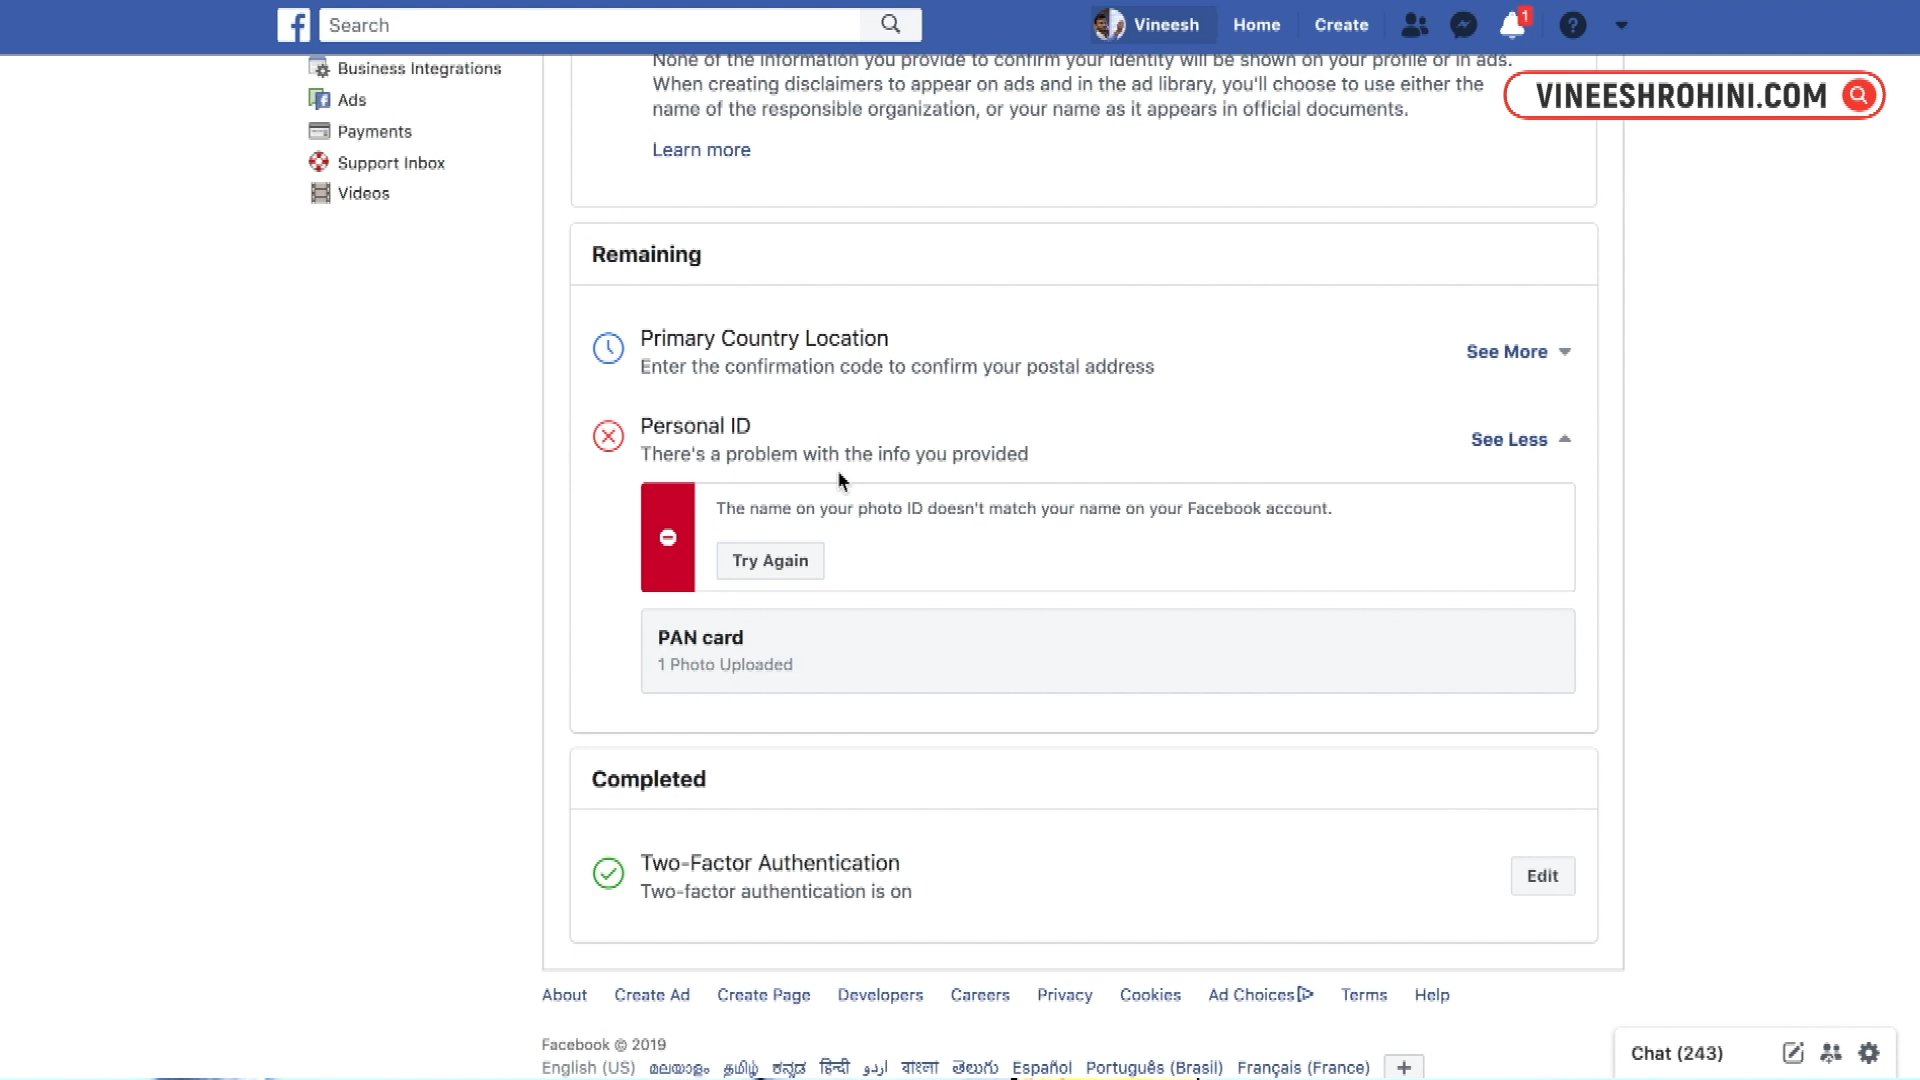 Search
Vineesh
Home
Create
1
VINEESHROHINI.COM
Business Integrations
Ads
Payments
Support Inbox
Videos
None of the information you provide to confirm your identity will be shown on your profile or in ads.
When creating disclaimers to appear on ads and in the ad library, you'll choose to use either the
name of the responsible organization, or your name as it appears in official documents.
Learn more
Remaining
Primary Country Location
Enter the confirmation code to confirm your postal address
See More
Personal ID
There's a problem with the info you provided
See Less
The name on your photo ID doesn't match your name on your Facebook account.
Try Again
PAN card
1 Photo Uploaded
Completed
Two-Factor Authentication
Two-factor authentication is on
Edit
About Create Ad Create Page Developers Careers Privacy Cookies Ad Choices Terms Help
Facebook © 2019
English (US) മലയാളം தமிழ் ಕನ್ನಡ हिन्दी اردو বাংলা తెలుగు Español Português (Brasil) Français (France)
Chat (243)